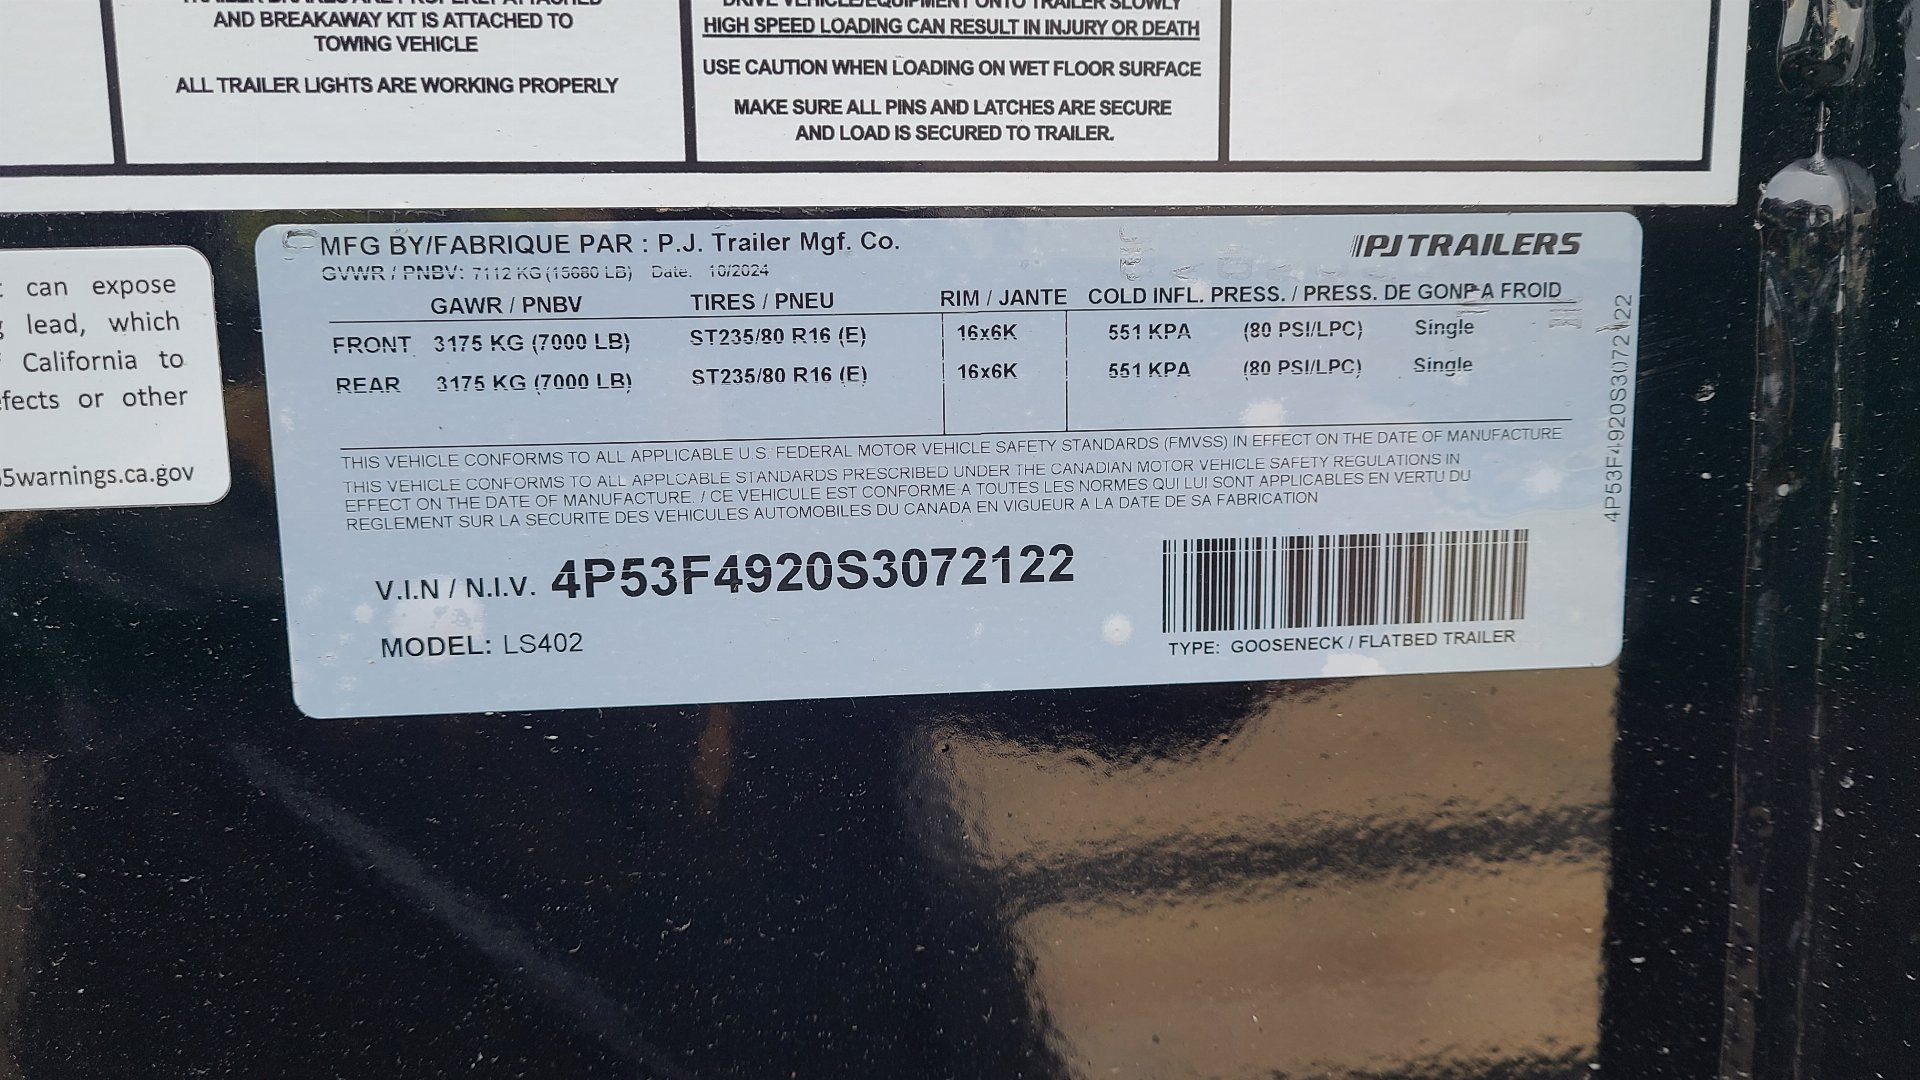 AND BREAKAWAY KIT IS ATTACHED TO
TOWING VEHICLE
ALL TRAILER LIGHTS ARE WORKING PROPERLY
DRIVE VEHICLE/EQUIPMENT ONTO TRAILER SLOWLY
HIGH SPEED LOADING CAN RESULT IN INJURY OR DEATH
USE CAUTION WHEN LOADING ON WET FLOOR SURFACE
MAKE SURE ALL PINS AND LATCHES ARE SECURE
AND LOAD IS SECURED TO TRAILER.
can expose
lead, which
California to
fects or other
5warnings.ca.gov
MFG BY/FABRIQUE PAR : P.J. Trailer Mgf. Co.
PJ TRAILERS
GVWR / PNBV: 7112 KG (15680 LB) Date: 10/2024
GAWR / PNBV TIRES / PNEU RIM / JANTE COLD INFL. PRESS. / PRESS. DE GONF A FROID
FRONT 3175 KG (7000 LB) ST235/80 R16 (E) 16x6K 551 KPA (80 PSI/LPC) Single
REAR 3175 KG (7000 LB) ST235/80 R16 (E) 16x6K 551 KPA (80 PSI/LPC) Single
THIS VEHICLE CONFORMS TO ALL APPLICABLE U.S. FEDERAL MOTOR VEHICLE SAFETY STANDARDS (FMVSS) IN EFFECT ON THE DATE OF MANUFACTURE
THIS VEHICLE CONFORMS TO ALL APPLCABLE STANDARDS PRESCRIBED UNDER THE CANADIAN MOTOR VEHICLE SAFETY REGULATIONS IN
EFFECT ON THE DATE OF MANUFACTURE. / CE VEHICULE EST CONFORME A TOUTES LES NORMES QUI LUI SONT APPLICABLES EN VERTU DU
REGLEMENT SUR LA SECURITE DES VEHICULES AUTOMOBILES DU CANADA EN VIGUEUR A LA DATE DE SA FABRICATION
V.I.N / N.I.V. 4P53F4920S3072122
MODEL: LS402
TYPE: GOOSENECK / FLATBED TRAILER
4P53F4920S3072122